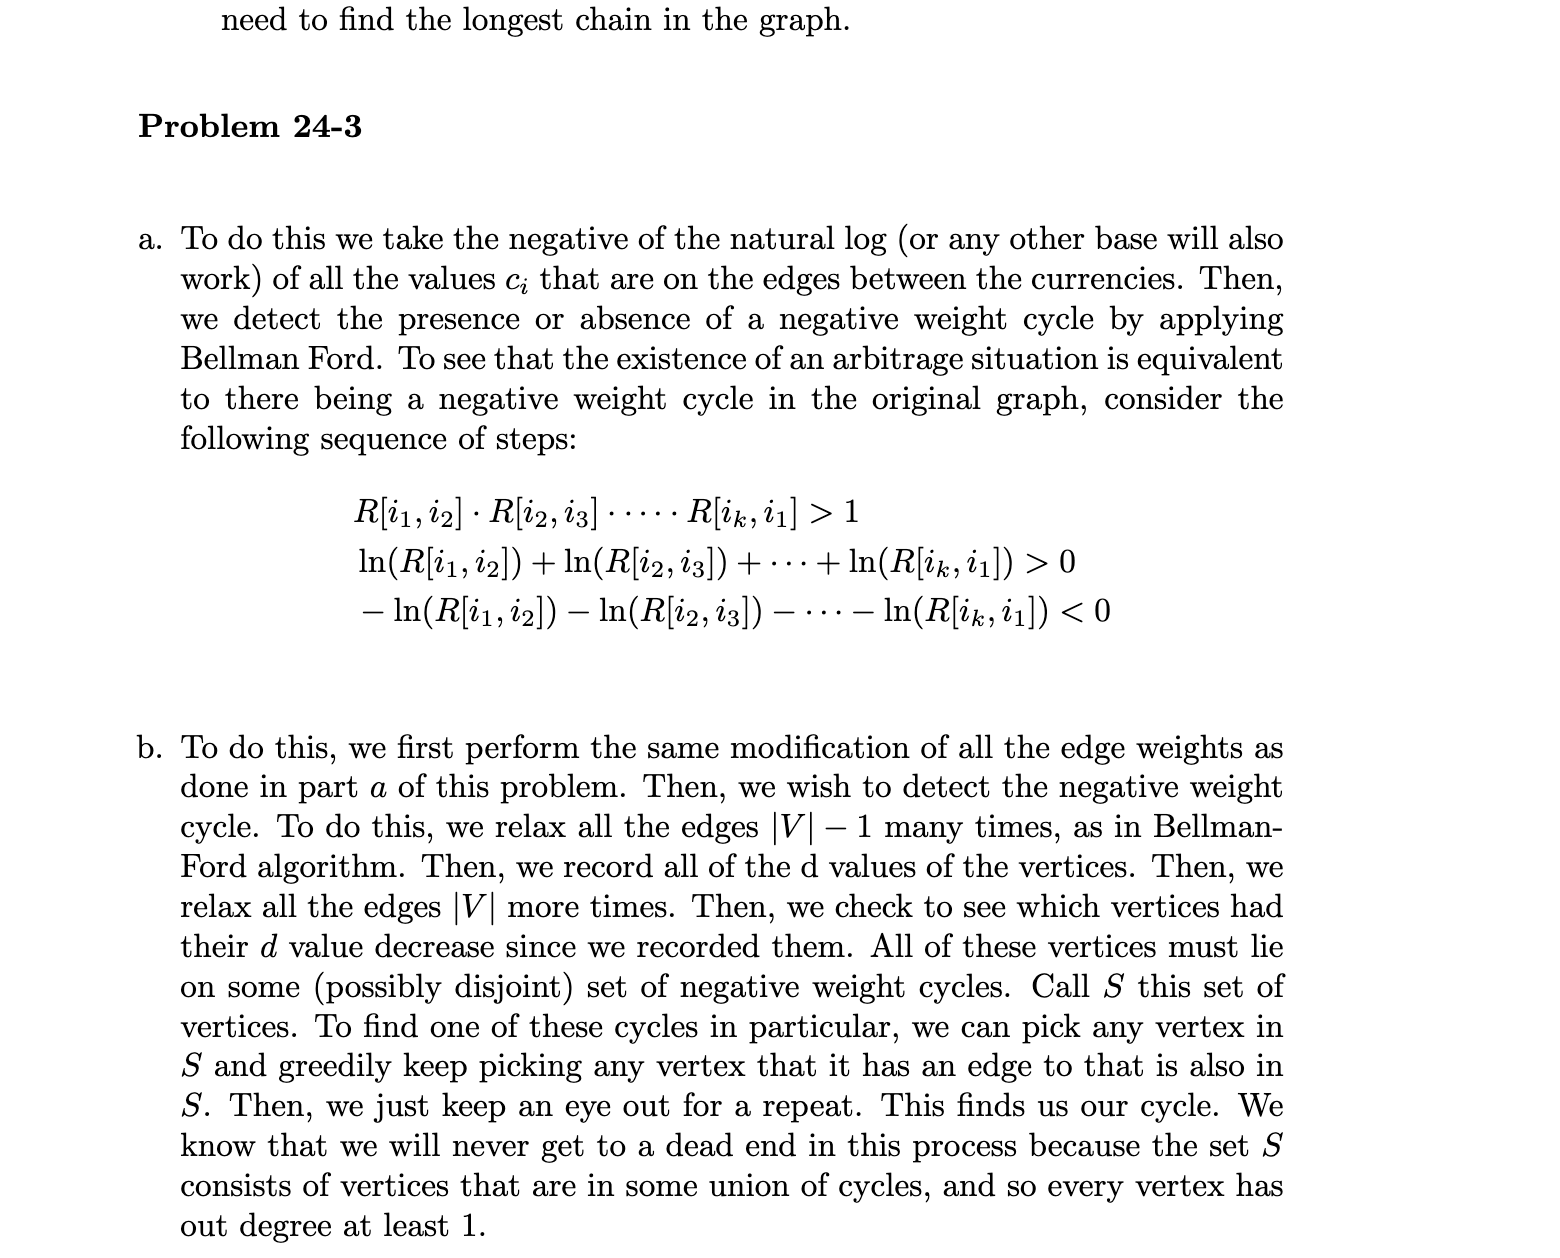 need to find the longest chain in the graph.
Problem 24-3
a. To do this we take the negative of the natural log (or any other base will also
work) of all the values c_i that are on the edges between the currencies. Then,
we detect the presence or absence of a negative weight cycle by applying
Bellman Ford. To see that the existence of an arbitrage situation is equivalent
to there being a negative weight cycle in the original graph, consider the
following sequence of steps:
R[i_1, i_2] · R[i_2, i_3] · ··· · R[i_k, i_1] > 1
ln(R[i_1, i_2]) + ln(R[i_2, i_3]) + ··· + ln(R[i_k, i_1]) > 0
− ln(R[i_1, i_2]) − ln(R[i_2, i_3]) − ··· − ln(R[i_k, i_1]) < 0
b. To do this, we first perform the same modification of all the edge weights as
done in part a of this problem. Then, we wish to detect the negative weight
cycle. To do this, we relax all the edges |V| − 1 many times, as in Bellman-
Ford algorithm. Then, we record all of the d values of the vertices. Then, we
relax all the edges |V| more times. Then, we check to see which vertices had
their d value decrease since we recorded them. All of these vertices must lie
on some (possibly disjoint) set of negative weight cycles. Call S this set of
vertices. To find one of these cycles in particular, we can pick any vertex in
S and greedily keep picking any vertex that it has an edge to that is also in
S. Then, we just keep an eye out for a repeat. This finds us our cycle. We
know that we will never get to a dead end in this process because the set S
consists of vertices that are in some union of cycles, and so every vertex has
out degree at least 1.